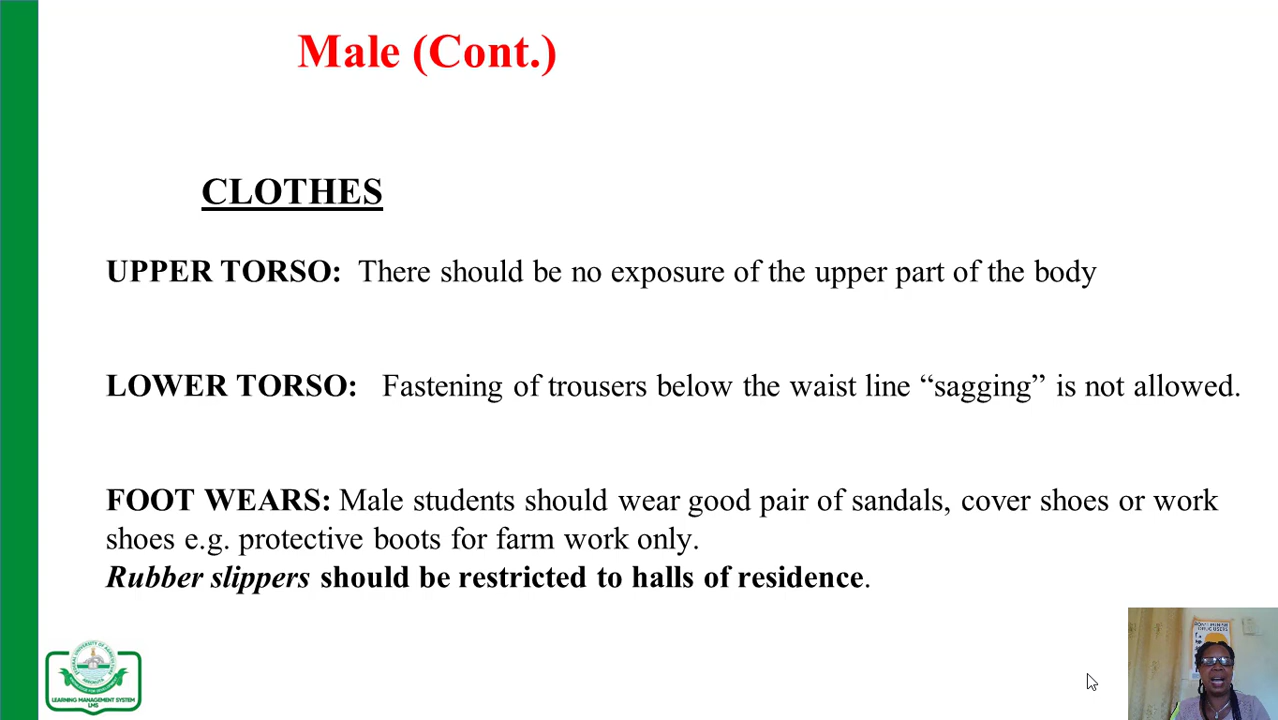 Male (Cont.)
CLOTHES
UPPER TORSO: There should be no exposure of the upper part of the body
LOWER TORSO: Fastening of trousers below the waist line “sagging” is not allowed.
FOOT WEARS: Male students should wear good pair of sandals, cover shoes or work
shoes e.g. protective boots for farm work only.
Rubber slippers should be restricted to halls of residence.
LEARNING MANAGEMENT SYSTEM
LMS